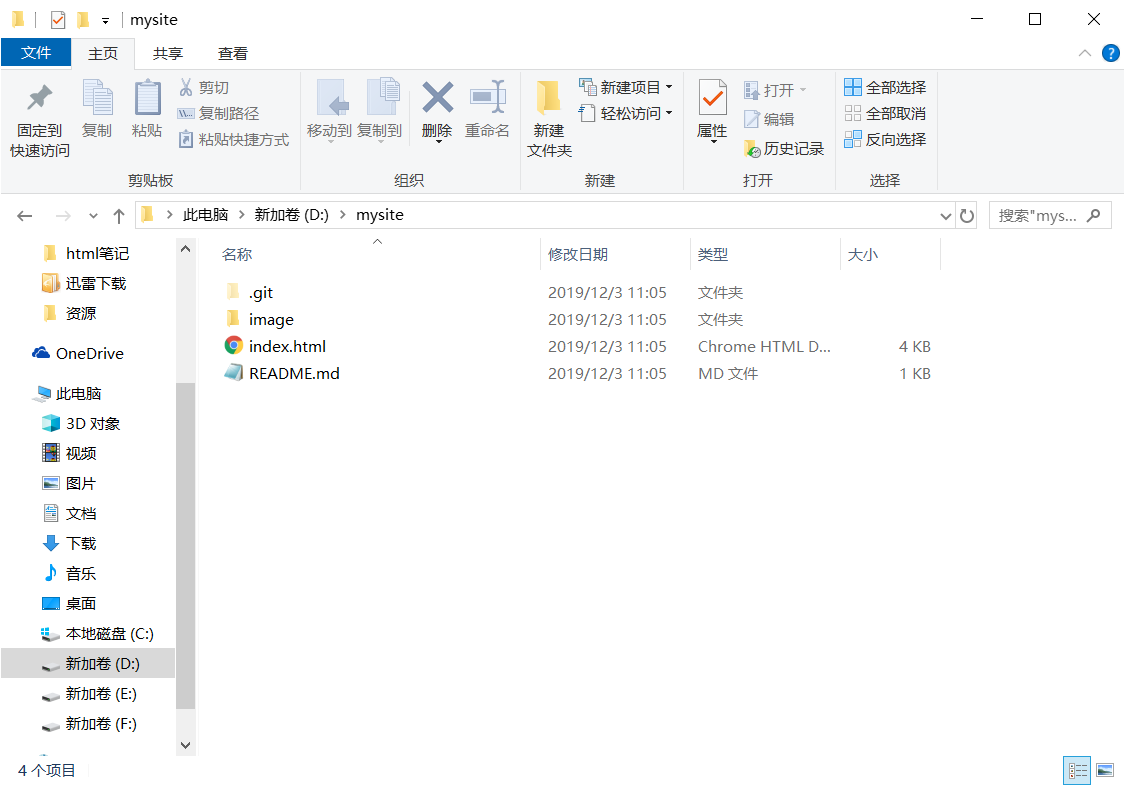 mysite
文件 主页 共享 查看
固定到
快速访问
复制
粘贴
剪切
复制路径
粘贴快捷方式
剪贴板
移动到 复制到 删除 重命名
组织
新建
文件夹
新建项目
轻松访问
新建
属性
打开
编辑
历史记录
打开
全部选择
全部取消
反向选择
选择
此电脑 新加卷 (D:) mysite
搜索"mys...
html笔记
迅雷下载
资源
OneDrive
此电脑
3D 对象
视频
图片
文档
下载
音乐
桌面
本地磁盘 (C:)
新加卷 (D:)
新加卷 (E:)
新加卷 (F:)
名称 修改日期 类型 大小
.git 2019/12/3 11:05 文件夹
image 2019/12/3 11:05 文件夹
index.html 2019/12/3 11:05 Chrome HTML D... 4 KB
README.md 2019/12/3 11:05 MD 文件 1 KB
4 个项目